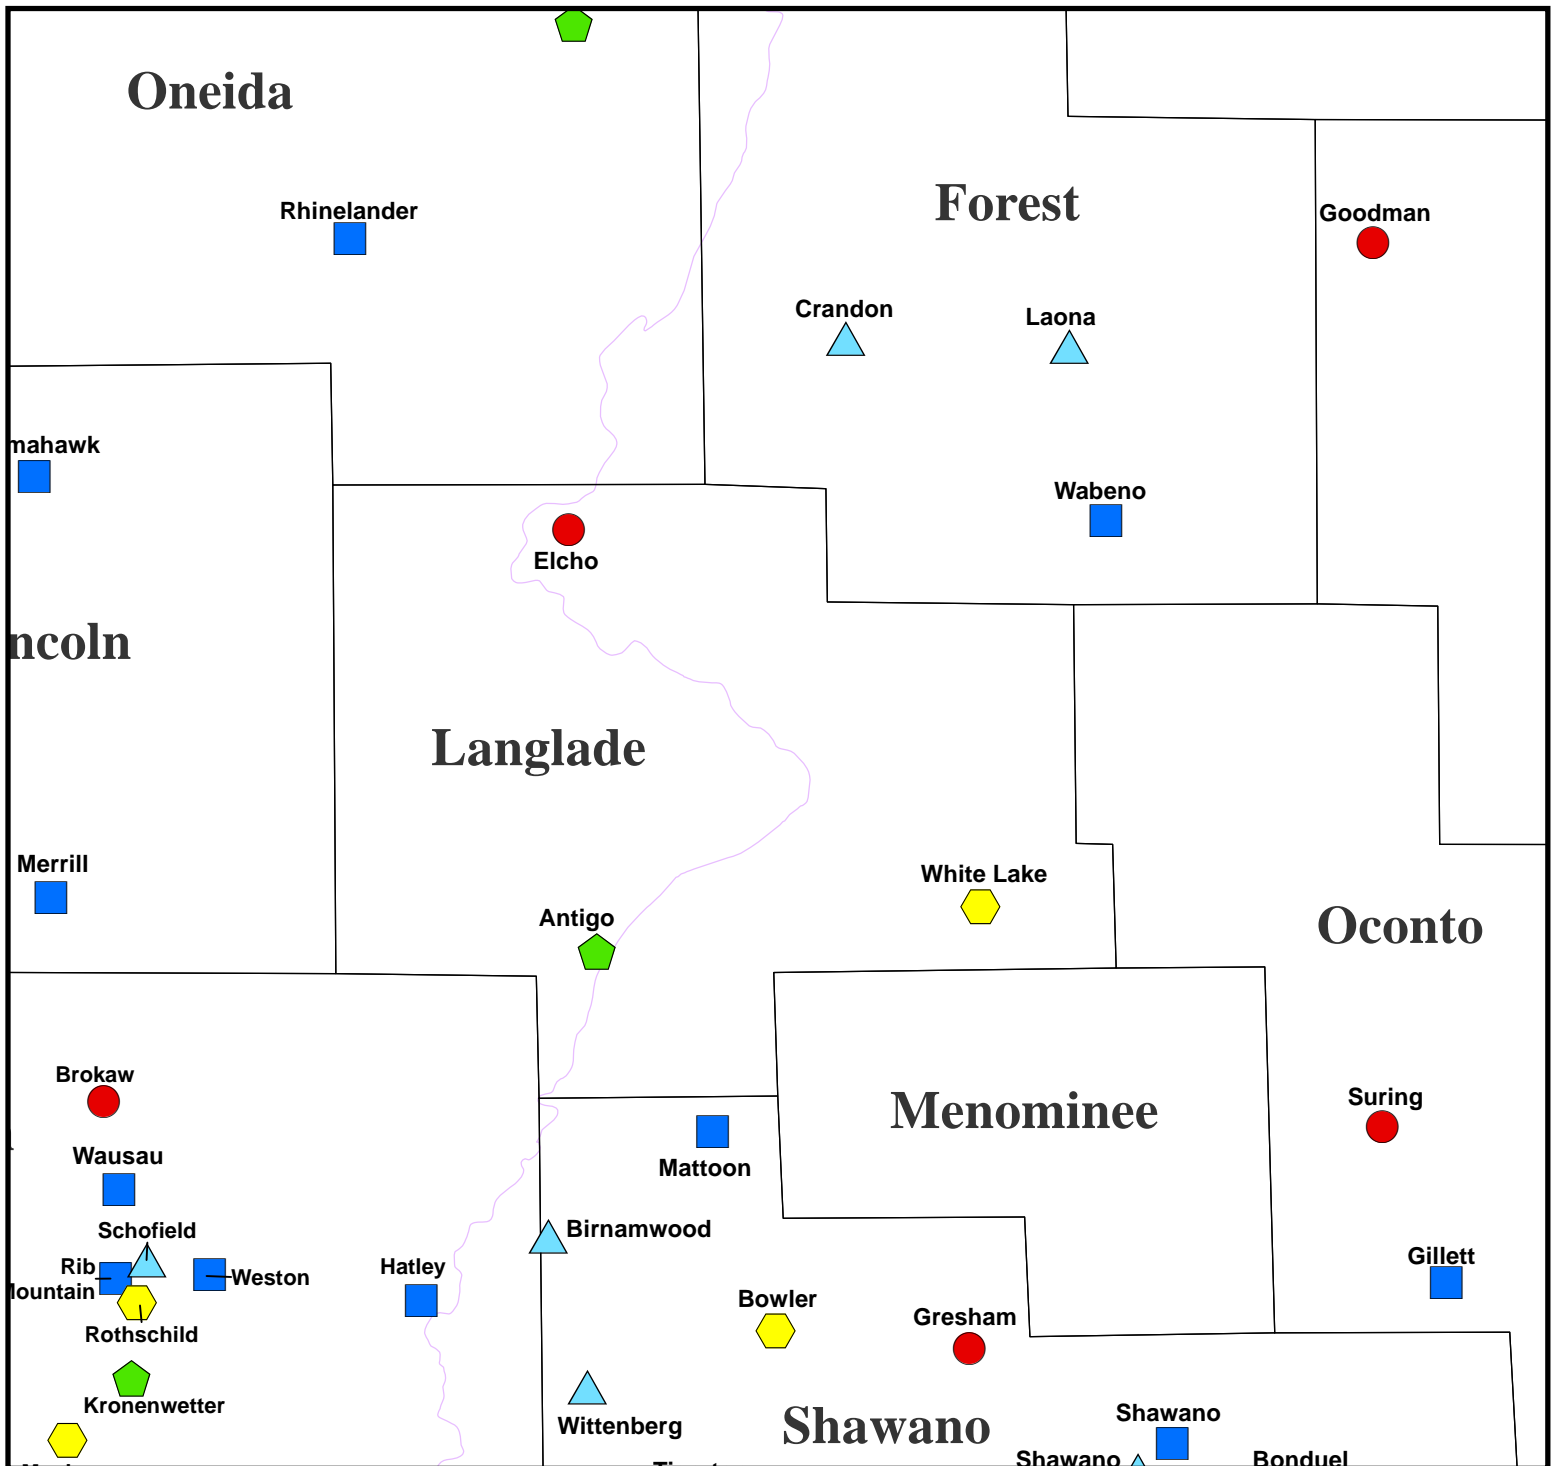 Oneida
Rhinelander
Forest
Goodman
Crandon
Laona
mahawk
Wabeno
Elcho
ncoln
Langlade
Merrill
White Lake
Antigo
Oconto
Brokaw
Menominee
Suring
Wausau
Mattoon
Schofield
Birnamwood
Rib
Mountain
Weston
Hatley
Gillett
Bowler
Gresham
Rothschild
Kronenwetter
Wittenberg
Shawano
Shawano
Shawano
Bonduel